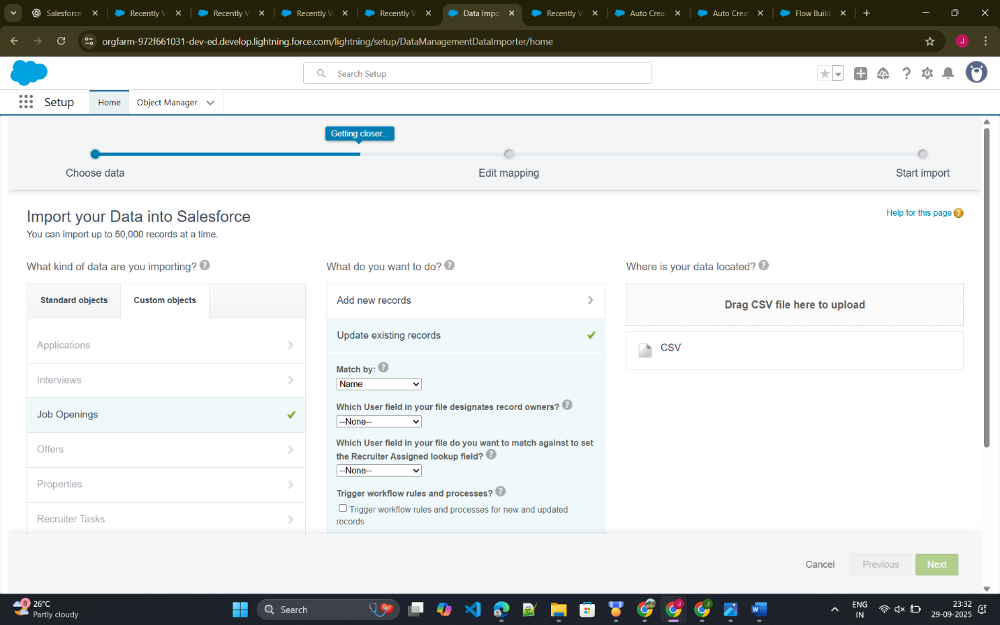 Salesforce
Recently V
Recently V
Recently V
Recently V
Data Impo
Recently V
Auto Crea
Auto Crea
Flow Build
orgfarm-972f661031-dev-ed.develop.lightning.force.com/lightning/setup/DataManagementDataImporter/home
J
Search Setup
Setup
Home
Object Manager
Getting closer...
Choose data
Edit mapping
Start import
Import your Data into Salesforce
Help for this page
You can import up to 50,000 records at a time.
What kind of data are you importing?
Standard objects
Custom objects
Applications
Interviews
Job Openings
Offers
Properties
Recruiter Tasks
What do you want to do?
Add new records
Update existing records
Match by:
Name
Which User field in your file designates record owners?
--None--
Which User field in your file do you want to match against to set
the Recruiter Assigned lookup field?
--None--
Trigger workflow rules and processes?
Trigger workflow rules and processes for new and updated
records
Where is your data located?
Drag CSV file here to upload
CSV
Cancel
Previous
Next
8
26°C
Partly cloudy
Search
ENG
IN
23:32
29-09-2025